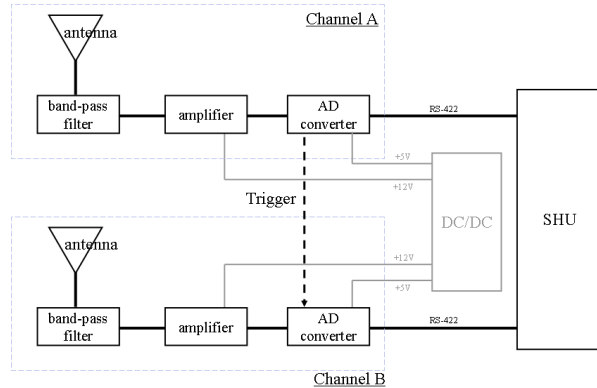 Channel A
antenna
band-pass
filter
amplifier
AD
converter
RS-422
+5V
+12V
Trigger
DC/DC
SHU
antenna
+12V
+5V
band-pass
filter
amplifier
AD
converter
RS-422
Channel B